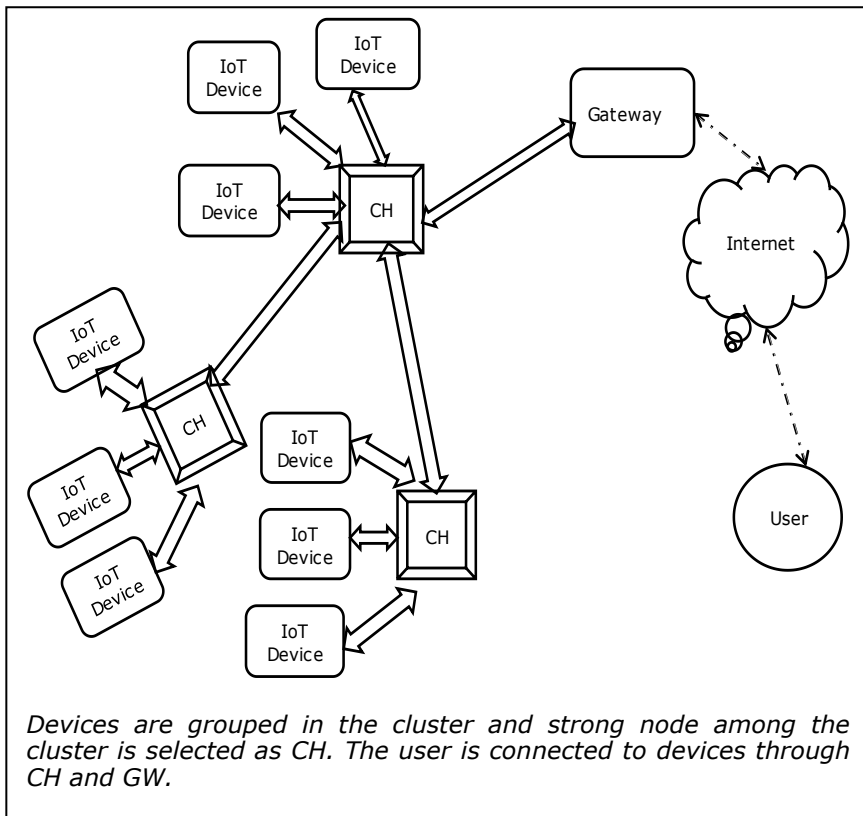 IoT
Device
IoT
Device
IoT
Device
CH
Gateway
Internet
User
IoT
Device
IoT
Device
IoT
Device
CH
IoT
Device
IoT
Device
IoT
Device
CH
Devices are grouped in the cluster and strong node among the
cluster is selected as CH. The user is connected to devices through
CH and GW.